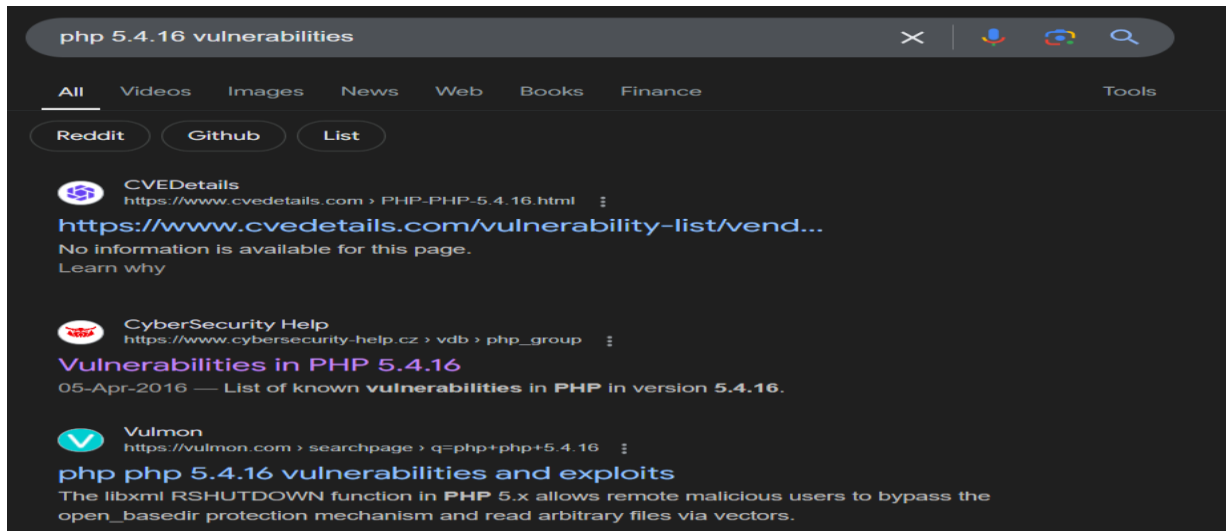 php 5.4.16 vulnerabilities
All Videos Images News Web Books Finance Tools
Reddit Github List
CVEDetails
https://www.cvedetails.com › PHP-PHP-5.4.16.html
https://www.cvedetails.com/vulnerability-list/vend...
No information is available for this page.
Learn why
CyberSecurity Help
https://www.cybersecurity-help.cz › vdb › php_group
Vulnerabilities in PHP 5.4.16
05-Apr-2016 — List of known vulnerabilities in PHP in version 5.4.16.
Vulmon
https://vulmon.com › searchpage › q=php+php+5.4.16
php php 5.4.16 vulnerabilities and exploits
The libxml RSHUTDOWN function in PHP 5.x allows remote malicious users to bypass the
open_basedir protection mechanism and read arbitrary files via vectors.